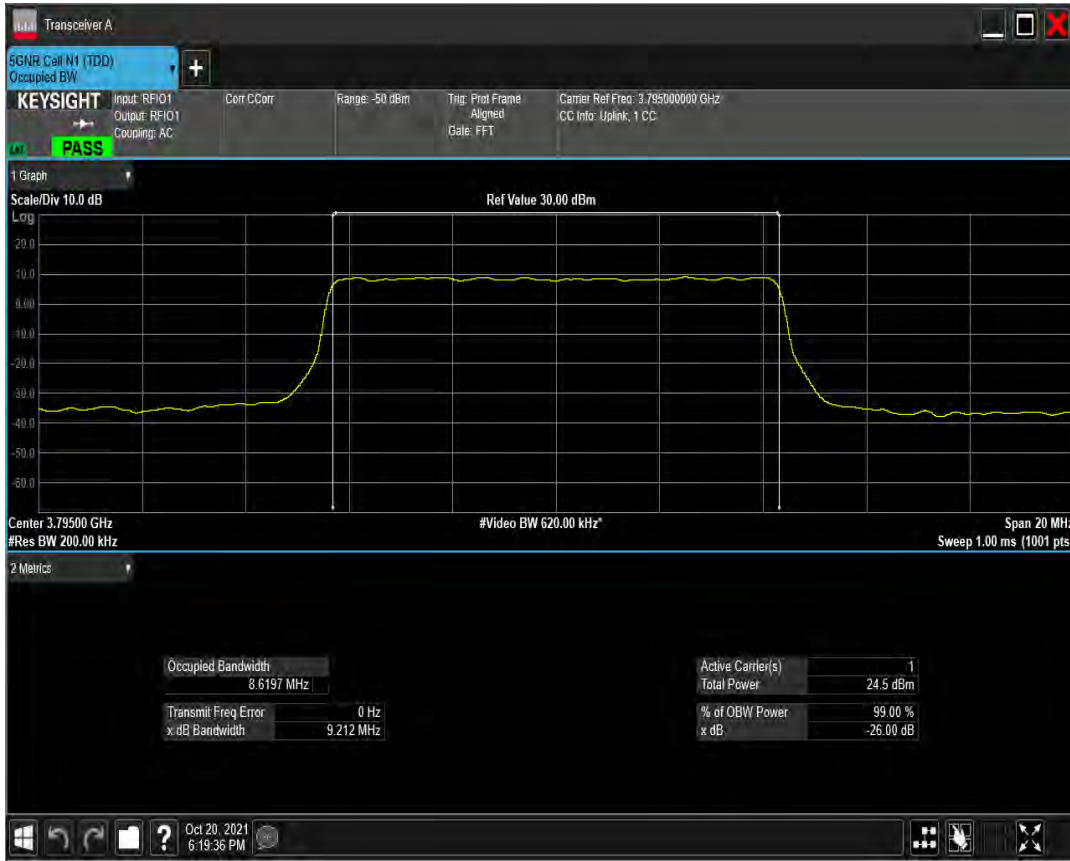 Transceiver A
5GNR Cell N1 (TDD)
Occupied BW
+
KEYSIGHT
PASS
Input: RFIO1
Output: RFIO1
Coupling: AC
Corr CCorr
Range: -50 dBm
Trig: Prot Frame
Aligned
Gate: FFT
Carrier Ref Freq: 3.795000000 GHz
CC Info: Uplink, 1 CC
1 Graph
Scale/Div 10.0 dB
Ref Value 30.00 dBm
Log
20.0
10.0
0.00
-10.0
-20.0
-30.0
-40.0
-50.0
-60.0
Center 3.79500 GHz
#Video BW 620.00 kHz*
Span 20 MHz
#Res BW 200.00 kHz
Sweep 1.00 ms (1001 pts
2 Metrics
Occupied Bandwidth
8.6197 MHz
Transmit Freq Error 0 Hz
x dB Bandwidth 9.212 MHz
Active Carrier(s) 1
Total Power 24.5 dBm
% of OBW Power 99.00 %
x dB -26.00 dB
?
Oct 20, 2021
6:19:36 PM